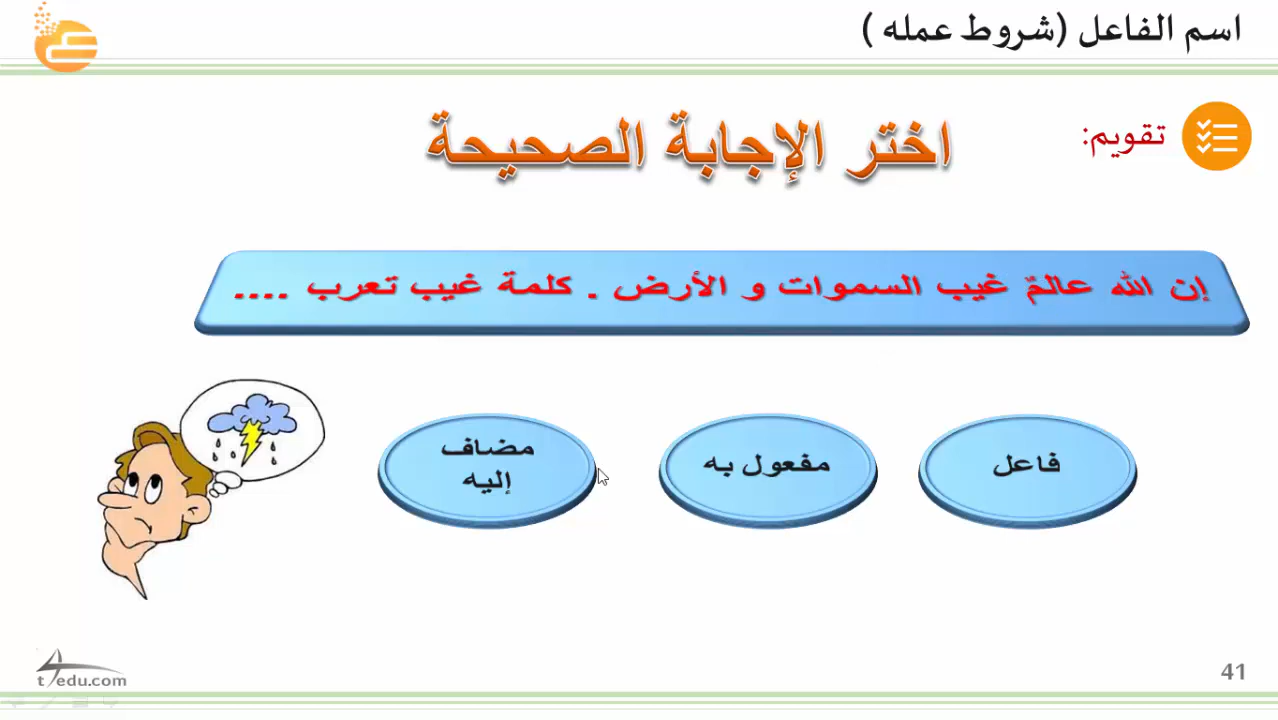 اسم الفاعل (شروط عمله )
تقويم:
اختر الإجابة الصحيحة
إن الله عالمٌ غيب السموات و الأرض . كلمة غيب تعرب ....
فاعل
مفعول به
مضاف
إليه
41
t4edu.com